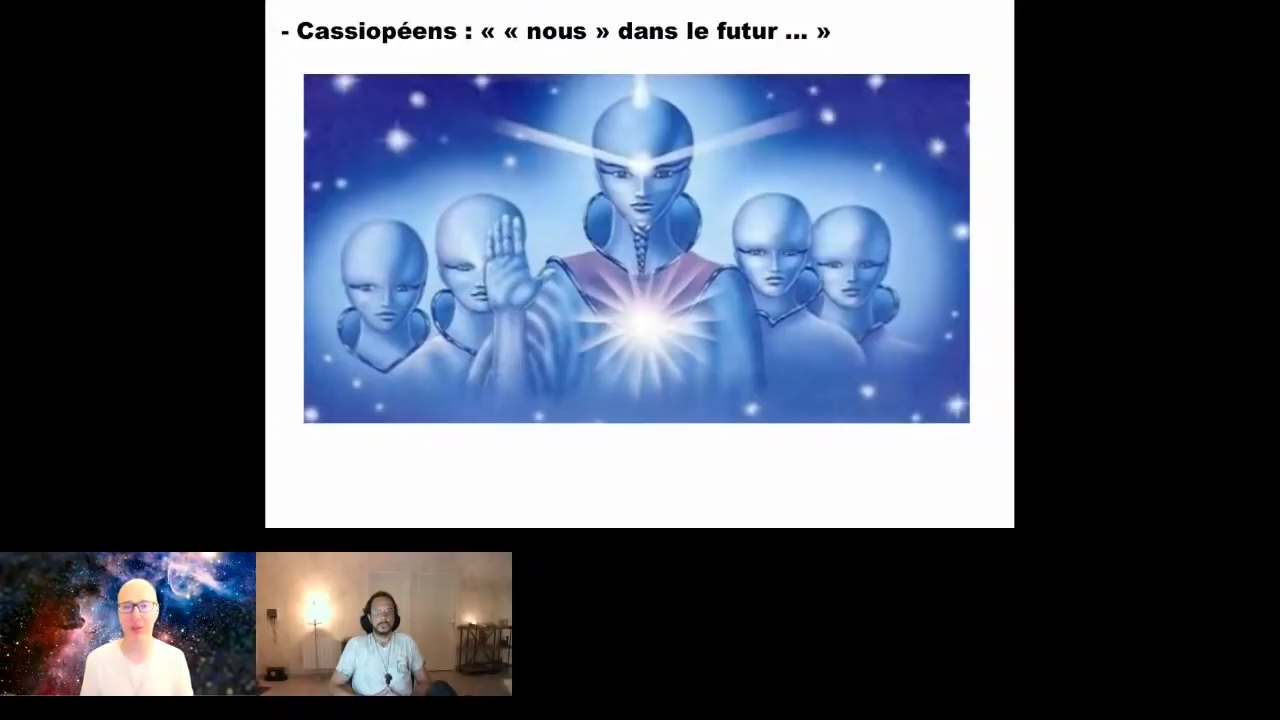 - Cassiopéens : « « nous » dans le futur ... »